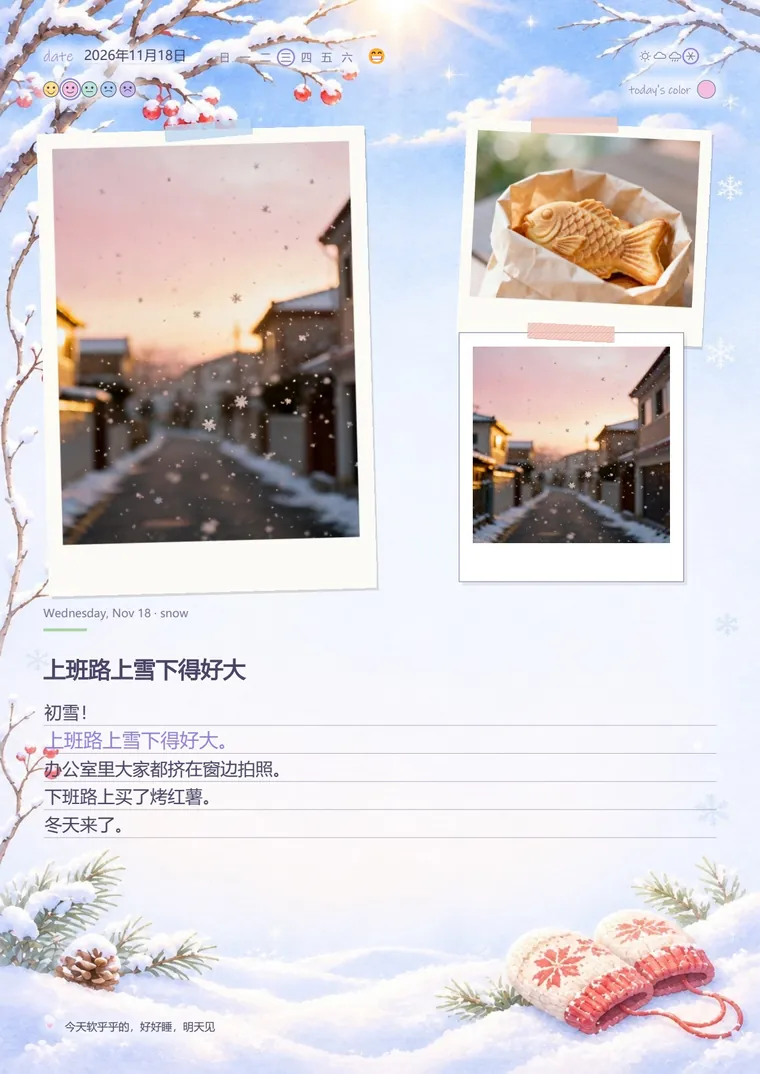 date 2026年11月18日 日 一 二 三 四 五 六
today's color
Wednesday, Nov 18 · snow
上班路上雪下得好大
初雪！
上班路上雪下得好大。
办公室里大家都挤在窗边拍照。
下班路上买了烤红薯。
冬天来了。
今天软乎乎的，好好睡，明天见